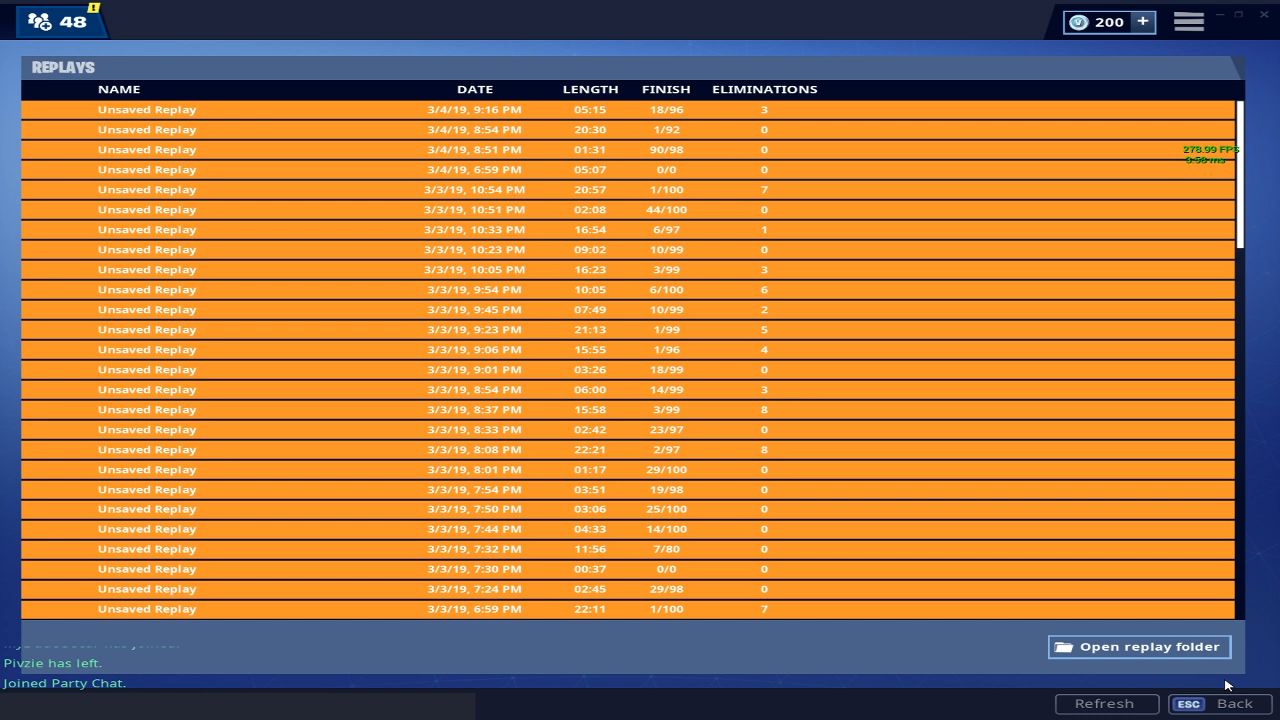 48
200 +
REPLAYS
NAME DATE LENGTH FINISH ELIMINATIONS
Unsaved Replay 3/4/19, 9:16 PM 05:15 18/96 3
Unsaved Replay 3/4/19, 8:54 PM 20:30 1/92 0
Unsaved Replay 3/4/19, 8:51 PM 01:31 90/98 0
278.99 FPS
Unsaved Replay 3/4/19, 6:59 PM 05:07 0/0 0
Unsaved Replay 3/3/19, 10:54 PM 20:57 1/100 7
Unsaved Replay 3/3/19, 10:51 PM 02:08 44/100 0
Unsaved Replay 3/3/19, 10:33 PM 16:54 6/97 1
Unsaved Replay 3/3/19, 10:23 PM 09:02 10/99 0
Unsaved Replay 3/3/19, 10:05 PM 16:23 3/99 3
Unsaved Replay 3/3/19, 9:54 PM 10:05 6/100 6
Unsaved Replay 3/3/19, 9:45 PM 07:49 10/99 2
Unsaved Replay 3/3/19, 9:23 PM 21:13 1/99 5
Unsaved Replay 3/3/19, 9:06 PM 15:55 1/96 4
Unsaved Replay 3/3/19, 9:01 PM 03:26 18/99 0
Unsaved Replay 3/3/19, 8:54 PM 06:00 14/99 3
Unsaved Replay 3/3/19, 8:37 PM 15:58 3/99 8
Unsaved Replay 3/3/19, 8:33 PM 02:42 23/97 0
Unsaved Replay 3/3/19, 8:08 PM 22:21 2/97 8
Unsaved Replay 3/3/19, 8:01 PM 01:17 29/100 0
Unsaved Replay 3/3/19, 7:54 PM 03:51 19/98 0
Unsaved Replay 3/3/19, 7:50 PM 03:06 25/100 0
Unsaved Replay 3/3/19, 7:44 PM 04:33 14/100 0
Unsaved Replay 3/3/19, 7:32 PM 11:56 7/80 0
Unsaved Replay 3/3/19, 7:30 PM 00:37 0/0 0
Unsaved Replay 3/3/19, 7:24 PM 02:45 29/98 0
Unsaved Replay 3/3/19, 6:59 PM 22:11 1/100 7
Open replay folder
Pivzie has left.
Joined Party Chat.
Refresh
ESC Back